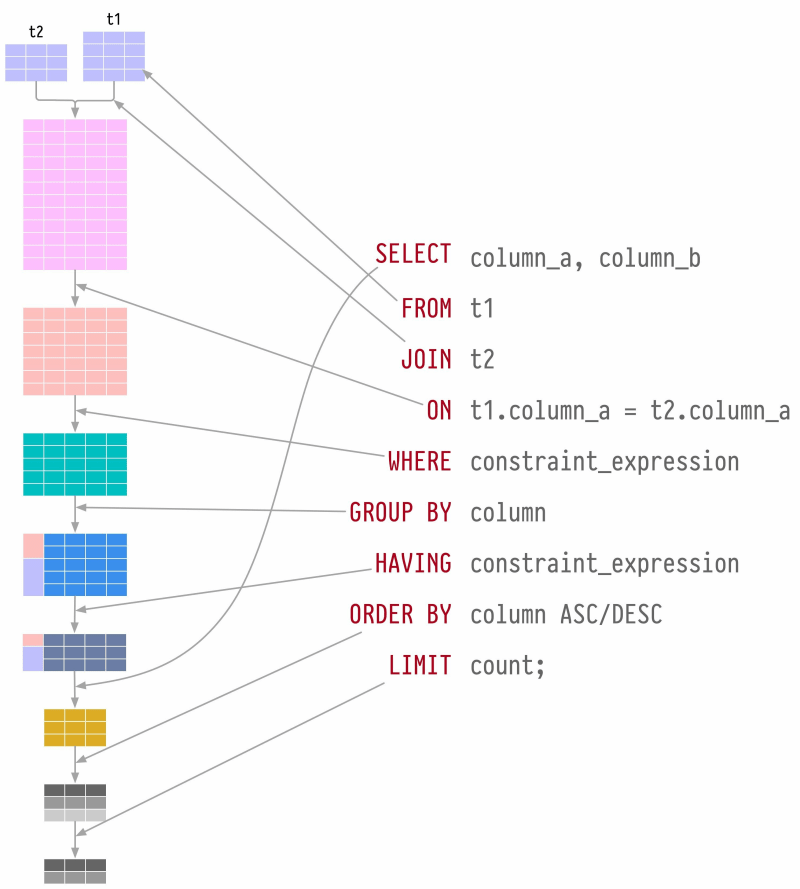 t1
t2
SELECT column_a, column_b
FROM t1
JOIN t2
ON t1.column_a = t2.column_a
WHERE constraint_expression
GROUP BY column
HAVING constraint_expression
ORDER BY column ASC/DESC
LIMIT count;